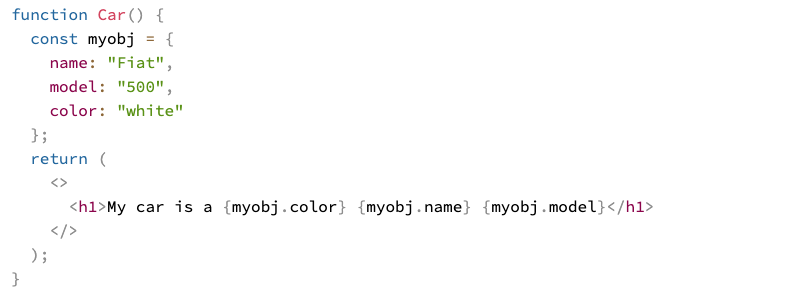 function Car() {
  const myobj = {
    name: "Fiat",
    model: "500",
    color: "white"
  };
  return (
    <>
      <h1>My car is a {myobj.color} {myobj.name} {myobj.model}</h1>
    </>
  );
}